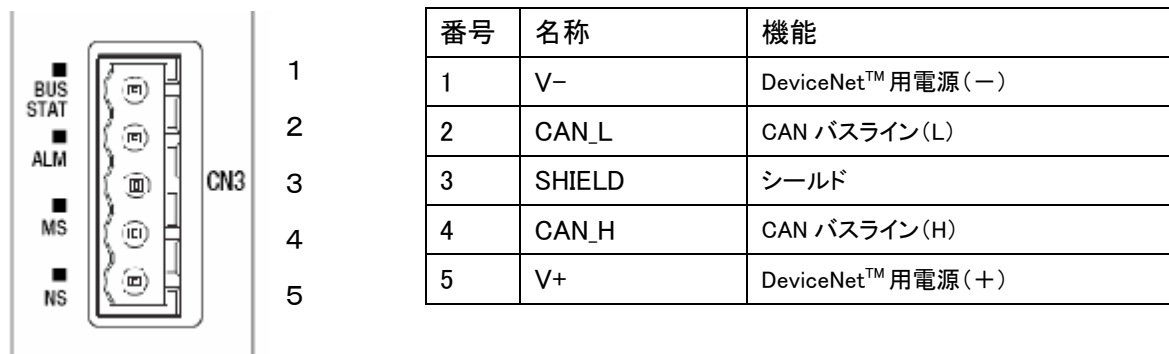 BUS
STAT
ALM
MS
NS
CN3
1
2
3
4
5
番号 名称 機能
1 V− DeviceNet™用電源(−)
2 CAN_L CAN バスライン(L)
3 SHIELD シールド
4 CAN_H CAN バスライン(H)
5 V+ DeviceNet™用電源(+)